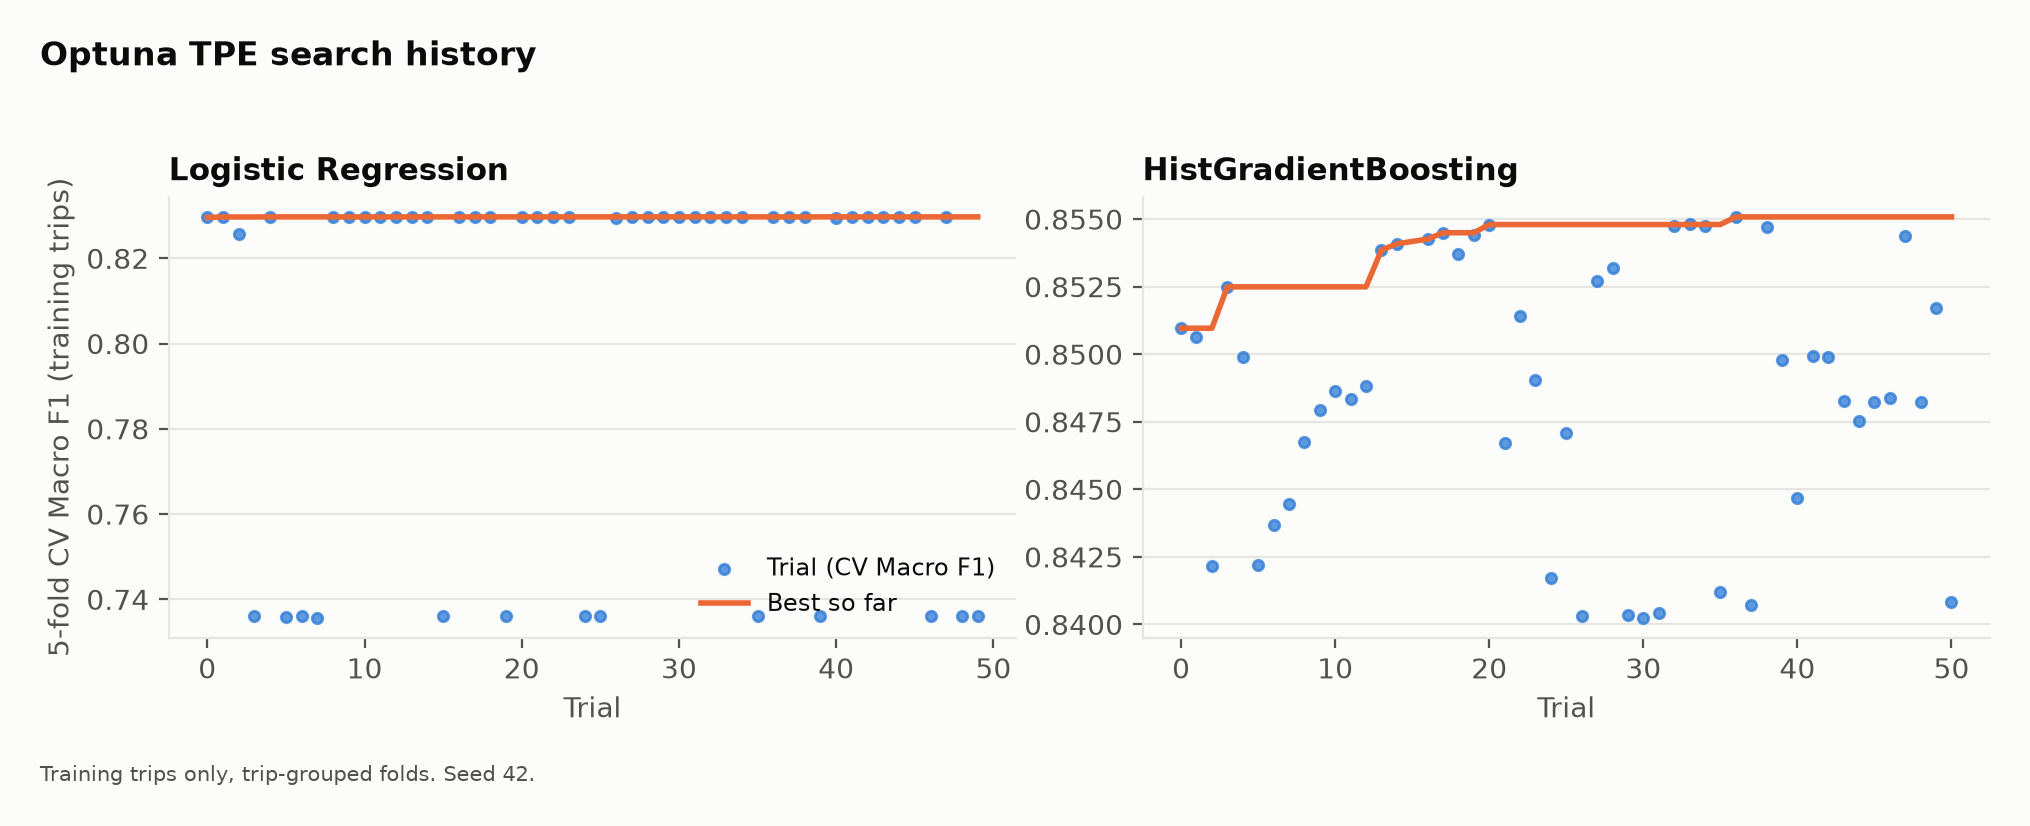 Optuna TPE search history
Logistic Regression
5-fold CV Macro F1 (training trips)
0.82
0.80
0.78
0.76
0.74
Trial (CV Macro F1)
Best so far
0 10 20 30 40 50
Trial
HistGradientBoosting
0.8550
0.8525
0.8500
0.8475
0.8450
0.8425
0.8400
0 10 20 30 40 50
Trial
Training trips only, trip-grouped folds. Seed 42.